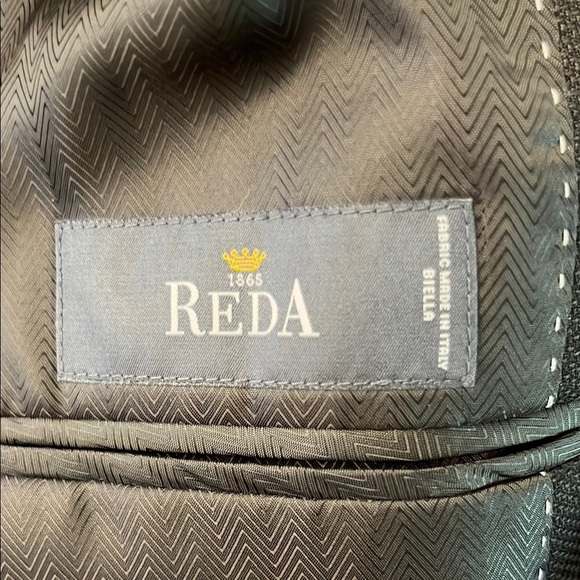 1865
REDA
FABRIC MADE IN ITALY
BIELLA